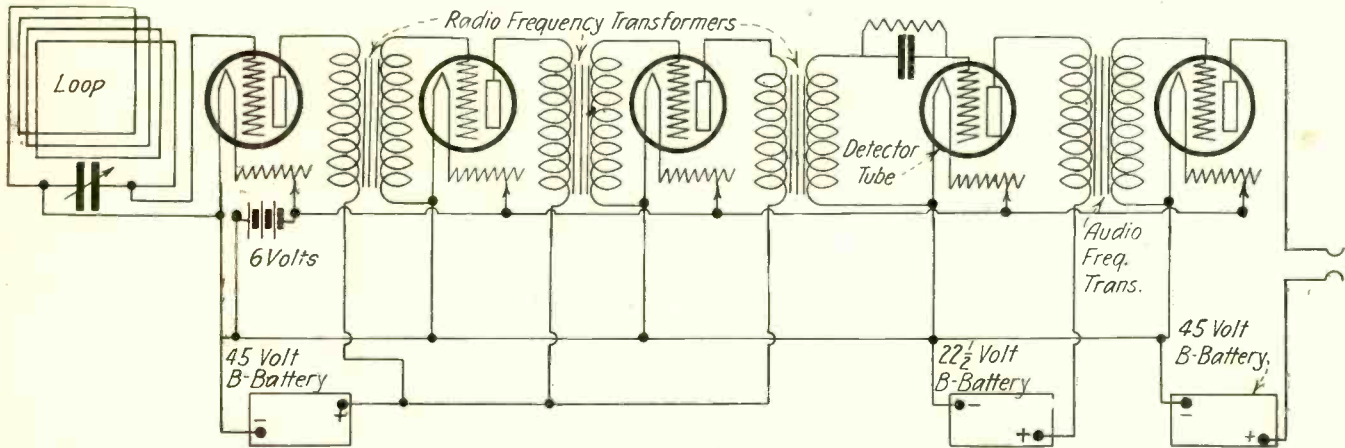 Radio Frequency Transformers
Loop
Detector
Tube
6 Volts
Audio
Freq.
Trans.
45 Volt
B-Battery
- +
22½ Volt
B-Battery
- +
45 Volt
B-Battery.
- +